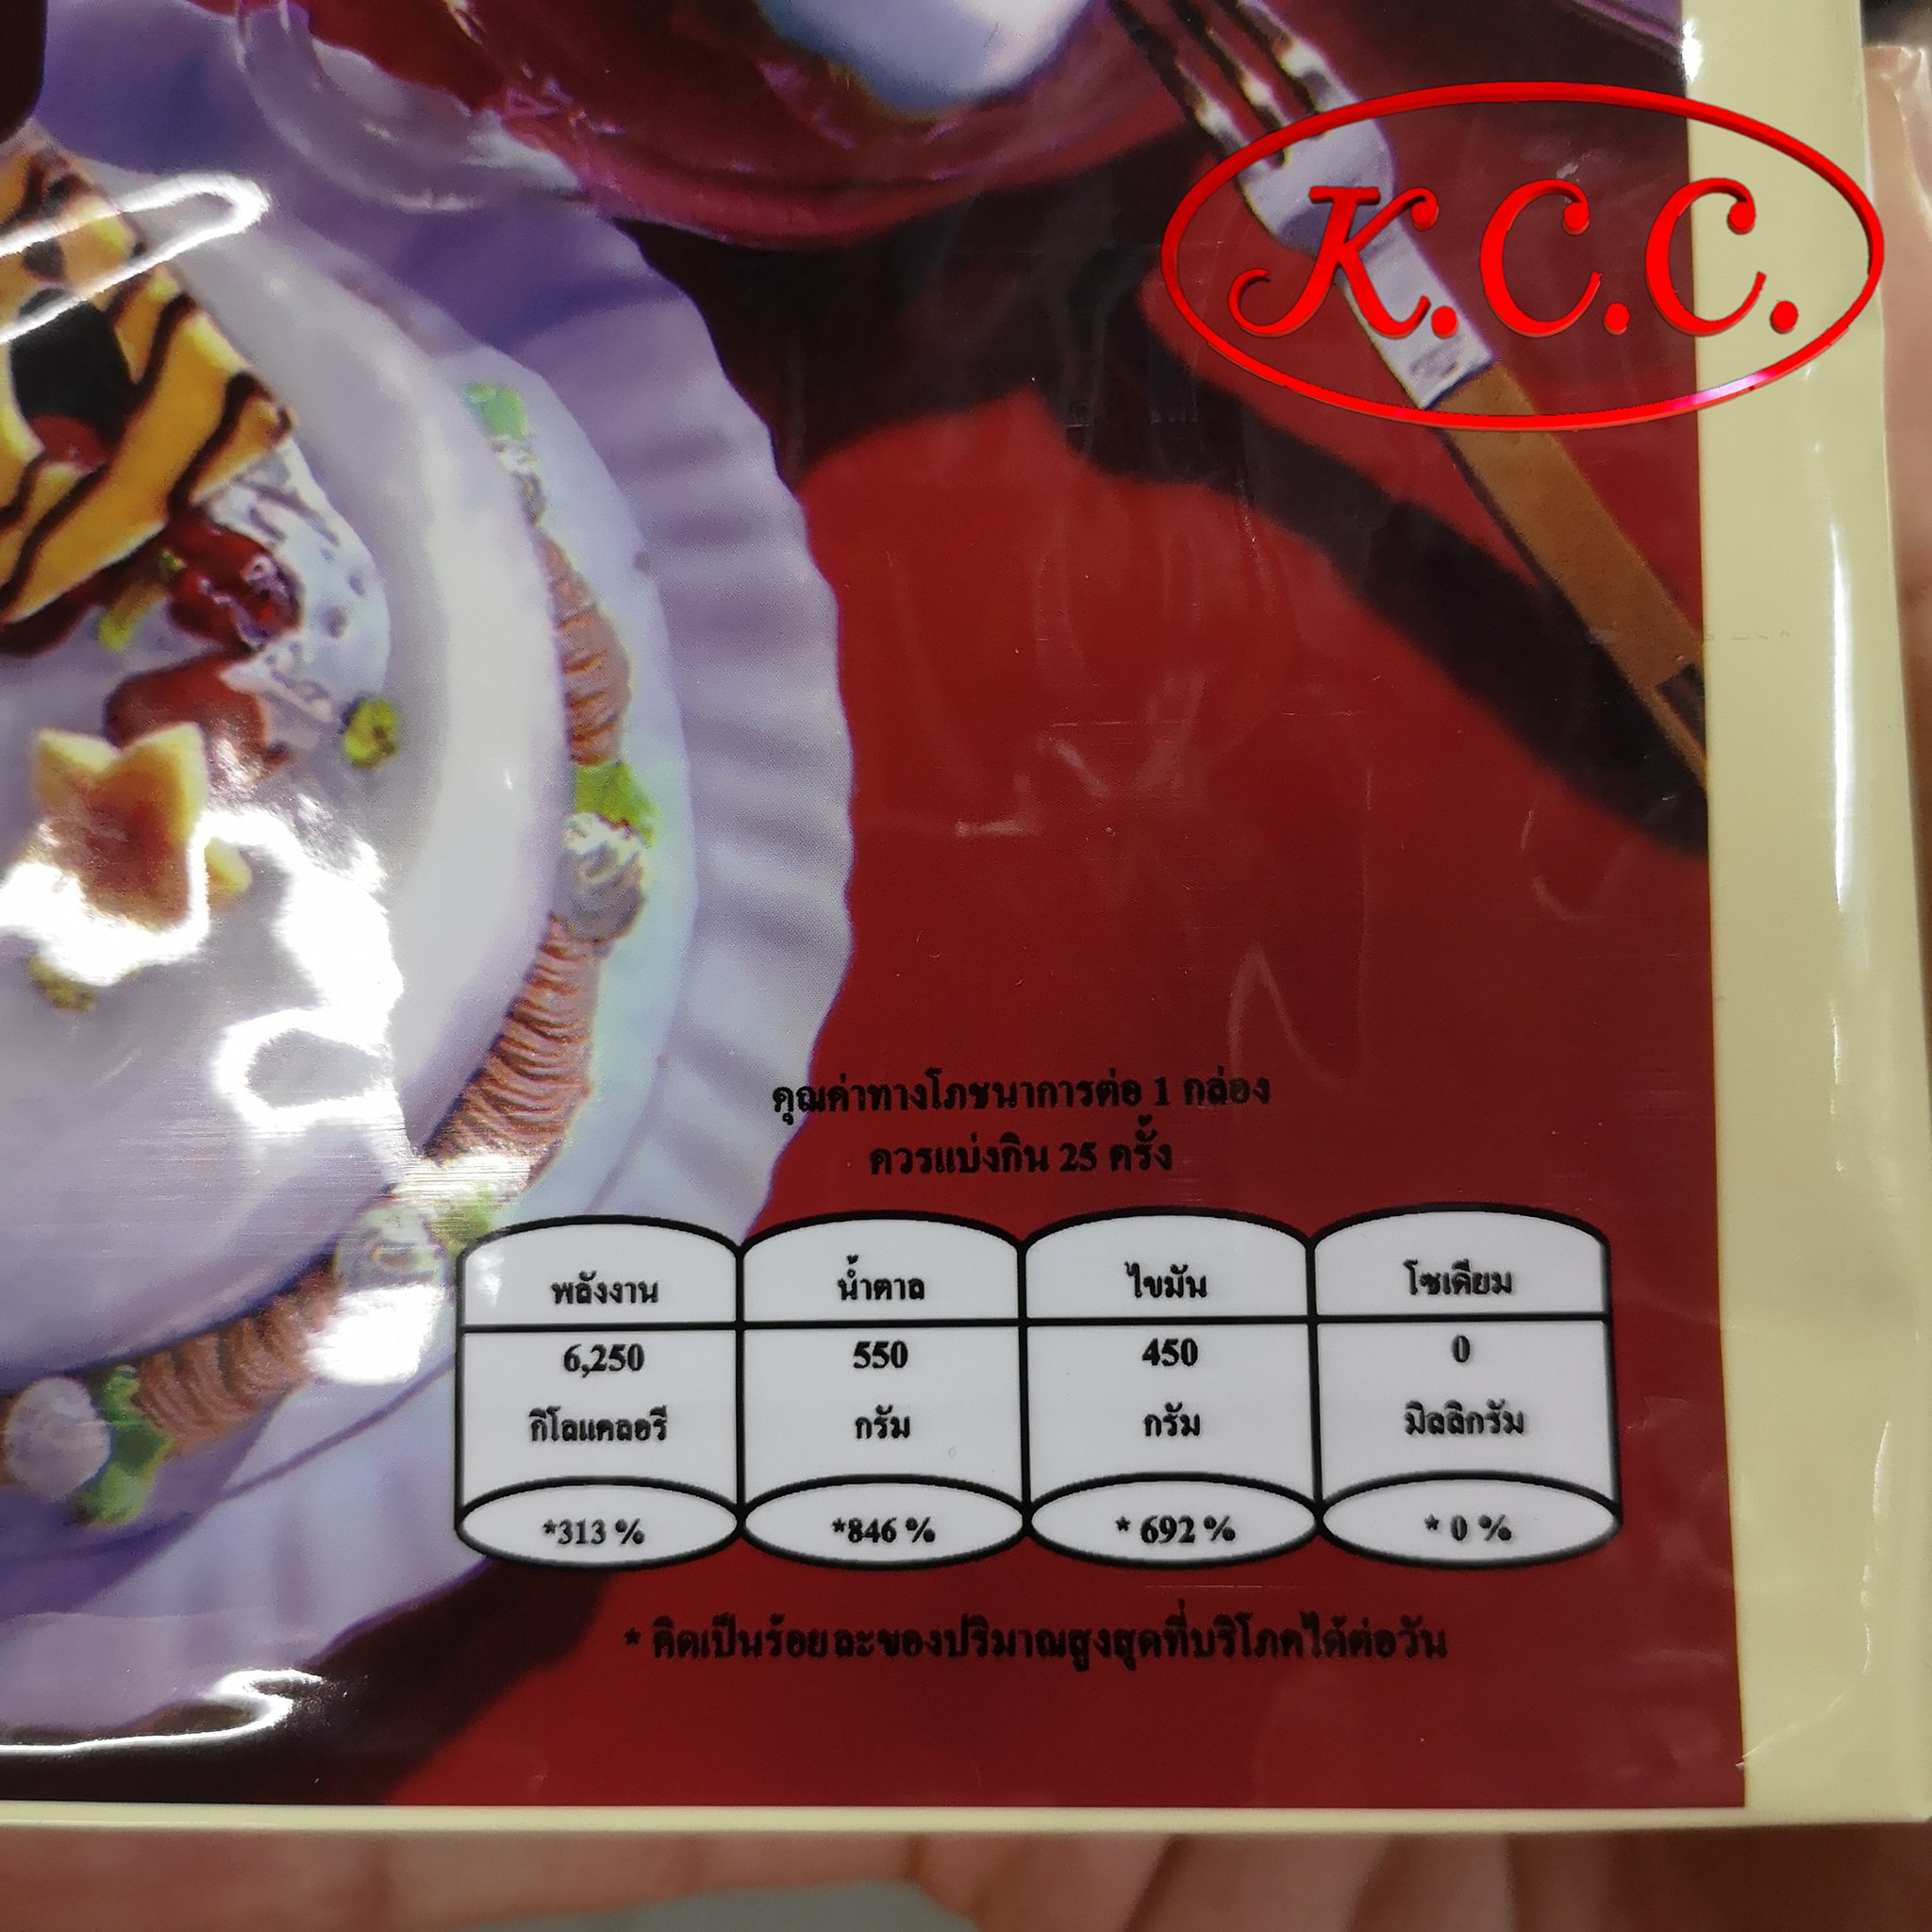 K.C.C.
คุณค่าทางโภชนาการต่อ 1 กล่อง
ควรแบ่งกิน 25 ครั้ง
พลังงาน น้ำตาล ไขมัน โซเดียม
6,250 550 450 0
กิโลแคลอรี กรัม กรัม มิลลิกรัม
*313 % *846 % * 692 % * 0 %
* คิดเป็นร้อยละของปริมาณสูงสุดที่บริโภคได้ต่อวัน